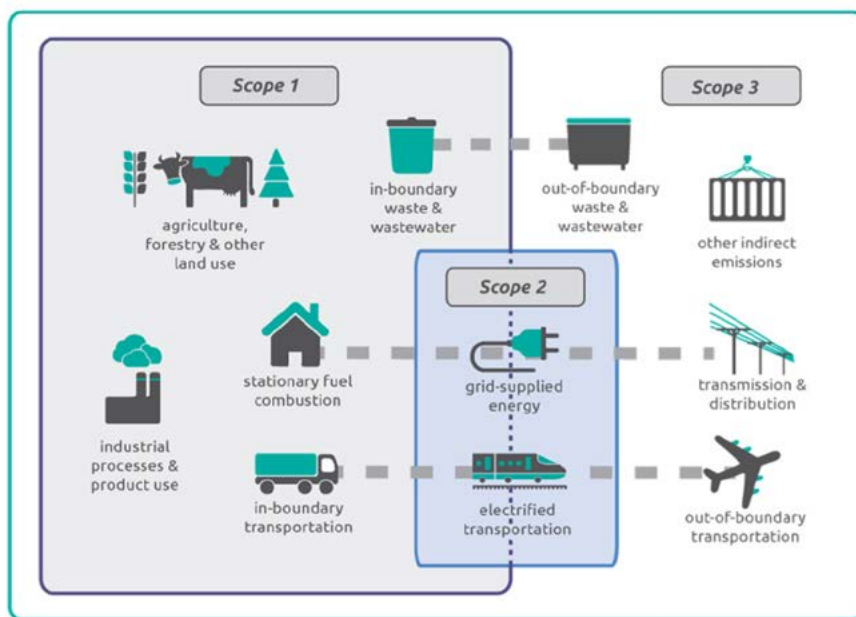 Scope 1
Scope 3
in-boundary
waste &
wastewater
out-of-boundary
waste &
wastewater
agriculture,
forestry & other
land use
other indirect
emissions
Scope 2
stationary fuel
combustion
grid-supplied
energy
transmission &
distribution
industrial
processes &
product use
in-boundary
transportation
electrified
transportation
out-of-boundary
transportation